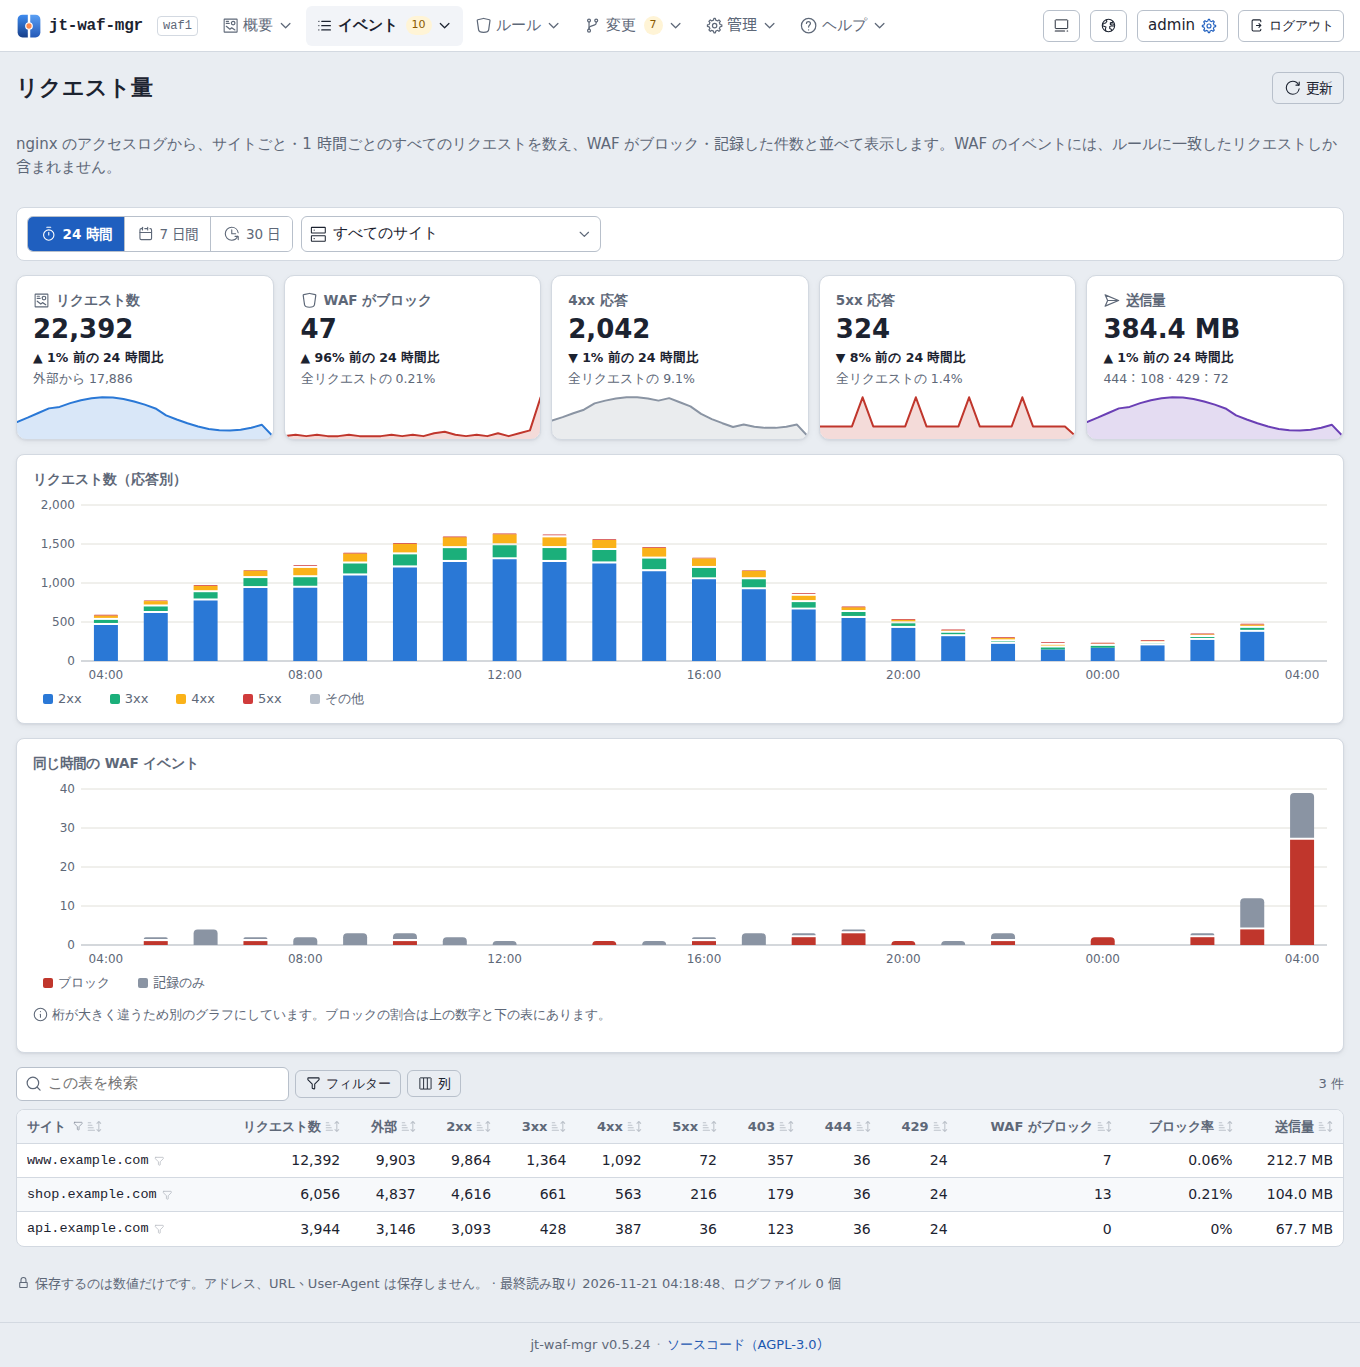 jt-waf-mgr waf1 概要 イベント 10 ルール 変更 7 管理 ヘルプ admin ログアウト
リクエスト量 更新
nginx のアクセスログから、サイトごと・1 時間ごとのすべてのリクエストを数え、WAF がブロック・記録した件数と並べて表示します。WAF のイベントには、ルールに一致したリクエストしか
含まれません。
24 時間 7 日間 30 日 すべてのサイト
リクエスト数 WAF がブロック 4xx 応答 5xx 応答 送信量
22,392 47 2,042 324 384.4 MB
▲ 1% 前の 24 時間比 ▲ 96% 前の 24 時間比 ▼ 1% 前の 24 時間比 ▼ 8% 前の 24 時間比 ▲ 1% 前の 24 時間比
外部から 17,886 全リクエストの 0.21% 全リクエストの 9.1% 全リクエストの 1.4% 444：108 · 429：72
リクエスト数（応答別）
2,000
1,500
1,000
500
0
04:00 08:00 12:00 16:00 20:00 00:00 04:00
2xx 3xx 4xx 5xx その他
同じ時間の WAF イベント
40
30
20
10
0
04:00 08:00 12:00 16:00 20:00 00:00 04:00
ブロック 記録のみ
桁が大きく違うため別のグラフにしています。ブロックの割合は上の数字と下の表にあります。
この表を検索 フィルター 列 3 件
サイト リクエスト数 外部 2xx 3xx 4xx 5xx 403 444 429 WAF がブロック ブロック率 送信量
www.example.com 12,392 9,903 9,864 1,364 1,092 72 357 36 24 7 0.06% 212.7 MB
shop.example.com 6,056 4,837 4,616 661 563 216 179 36 24 13 0.21% 104.0 MB
api.example.com 3,944 3,146 3,093 428 387 36 123 36 24 0 0% 67.7 MB
保存するのは数値だけです。アドレス、URL、User-Agent は保存しません。 · 最終読み取り 2026-11-21 04:18:48、ログファイル 0 個
jt-waf-mgr v0.5.24 · ソースコード（AGPL-3.0）